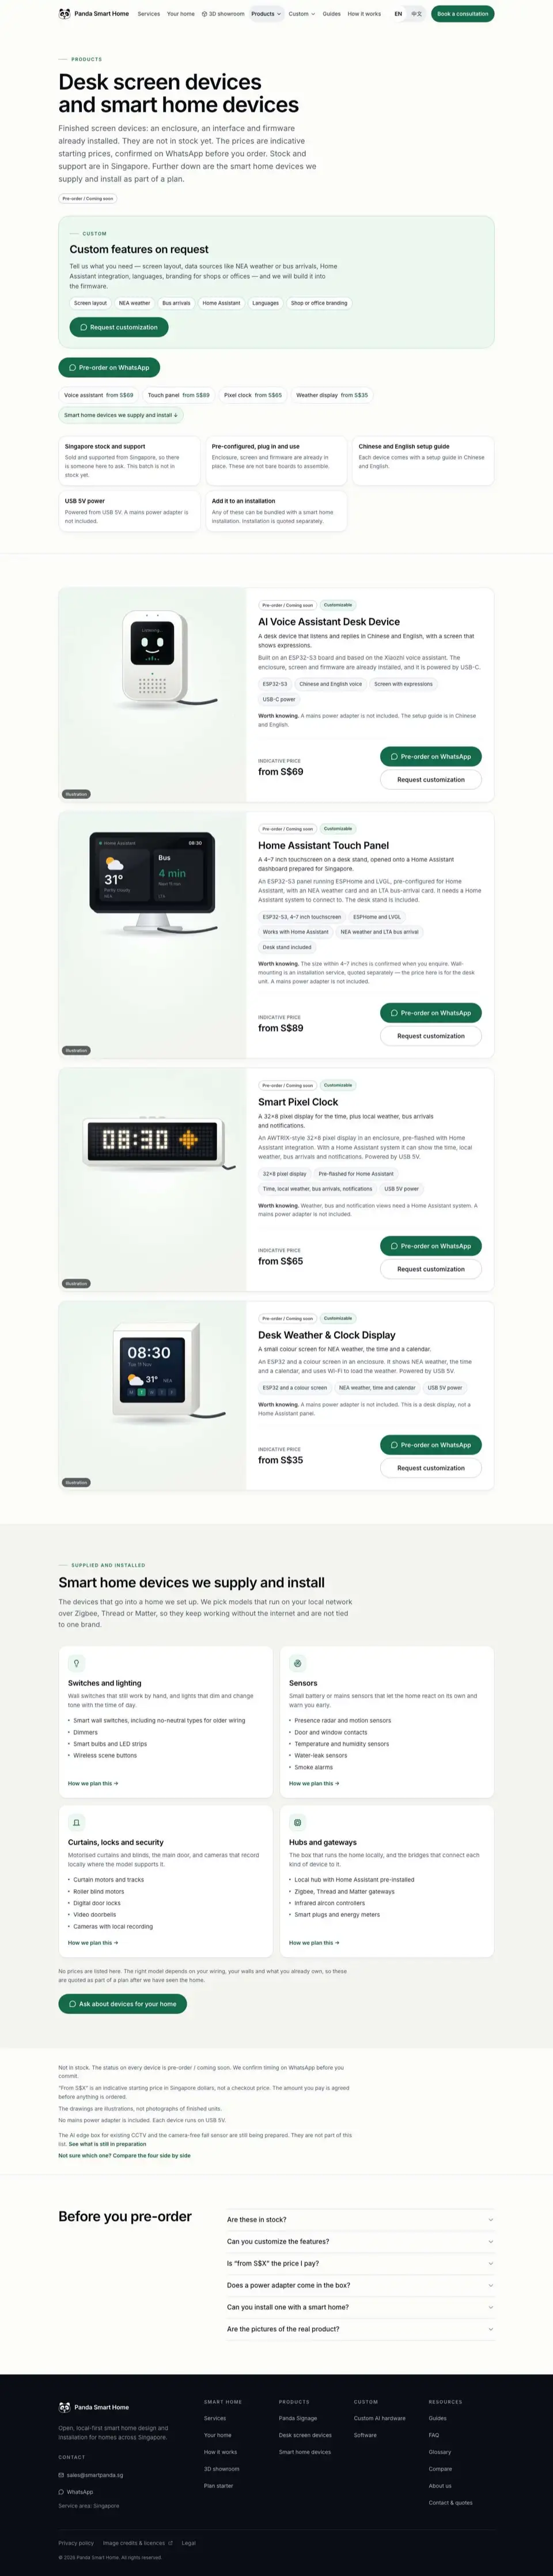 Panda Smart Home
Services
Your home
3D showroom
Products
Custom
Guides
How it works
EN
中文
Book a consultation
PRODUCTS
Desk screen devices
and smart home devices
Finished screen devices: an enclosure, an interface and firmware
already installed. They are not in stock yet. The prices are indicative
starting prices, confirmed on WhatsApp before you order. Stock and
support are in Singapore. Further down are the smart home devices we
supply and install as part of a plan.
Pre-order / Coming soon
CUSTOM
Custom features on request
Tell us what you need — screen layout, data sources like NEA weather or bus arrivals, Home
Assistant integration, languages, branding for shops or offices — and we will build it into
the firmware.
Screen layout
NEA weather
Bus arrivals
Home Assistant
Languages
Shop or office branding
Request customization
Pre-order on WhatsApp
Voice assistant from S$69
Touch panel from S$89
Pixel clock from S$65
Weather display from S$35
Smart home devices we supply and install ↓
Singapore stock and support
Sold and supported from Singapore, so there
is someone here to ask. This batch is not in
stock yet.
Pre-configured, plug in and use
Enclosure, screen and firmware are already in
place. These are not bare boards to assemble.
Chinese and English setup guide
Each device comes with a setup guide in Chinese
and English.
USB 5V power
Powered from USB 5V. A mains power adapter is
not included.
Add it to an installation
Any of these can be bundled with a smart home
installation. Installation is quoted separately.
Listening...
Illustration
Pre-order / Coming soon
Customizable
AI Voice Assistant Desk Device
A desk device that listens and replies in Chinese and English, with a screen that
shows expressions.
Built on an ESP32-S3 board and based on the Xiaozhi voice assistant. The
enclosure, screen and firmware are already installed, and it is powered by USB-C.
ESP32-S3
Chinese and English voice
Screen with expressions
USB-C power
Worth knowing. A mains power adapter is not included. The setup guide is in Chinese
and English.
INDICATIVE PRICE
from S$69
Pre-order on WhatsApp
Request customization
Home Assistant
08:30
31°
Partly cloudy
NEA
Bus
4 min
Next 11 min
LTA
Illustration
Pre-order / Coming soon
Customizable
Home Assistant Touch Panel
A 4–7 inch touchscreen on a desk stand, opened onto a Home Assistant
dashboard prepared for Singapore.
An ESP32-S3 panel running ESPHome and LVGL, pre-configured for Home
Assistant, with an NEA weather card and an LTA bus-arrival card. It needs a Home
Assistant system to connect to. The desk stand is included.
ESP32-S3, 4–7 inch touchscreen
ESPHome and LVGL
Works with Home Assistant
NEA weather and LTA bus arrival
Desk stand included
Worth knowing. The size within 4–7 inches is confirmed when you enquire. Wall-
mounting is an installation service, quoted separately — the price here is for the desk
unit. A mains power adapter is not included.
INDICATIVE PRICE
from S$89
Pre-order on WhatsApp
Request customization
08:30
Illustration
Pre-order / Coming soon
Customizable
Smart Pixel Clock
A 32×8 pixel display for the time, plus local weather, bus arrivals
and notifications.
An AWTRIX-style 32×8 pixel display in an enclosure, pre-flashed with Home
Assistant integration. With a Home Assistant system it can show the time, local
weather, bus arrivals and notifications. Powered by USB 5V.
32×8 pixel display
Pre-flashed for Home Assistant
Time, local weather, bus arrivals, notifications
USB 5V power
Worth knowing. Weather, bus and notification views need a Home Assistant system. A
mains power adapter is not included.
INDICATIVE PRICE
from S$65
Pre-order on WhatsApp
Request customization
08:30
Tue 11 Nov
31°
NEA
M T W T F
Illustration
Pre-order / Coming soon
Customizable
Desk Weather & Clock Display
A small colour screen for NEA weather, the time and a calendar.
An ESP32 and a colour screen in an enclosure. It shows NEA weather, the time
and a calendar, and uses Wi-Fi to load the weather. Powered by USB 5V.
ESP32 and a colour screen
NEA weather, time and calendar
USB 5V power
Worth knowing. A mains power adapter is not included. This is a desk display, not a
Home Assistant panel.
INDICATIVE PRICE
from S$35
Pre-order on WhatsApp
Request customization
SUPPLIED AND INSTALLED
Smart home devices we supply and install
The devices that go into a home we set up. We pick models that run on your local network
over Zigbee, Thread or Matter, so they keep working without the internet and are not tied
to one brand.
Switches and lighting
Wall switches that still work by hand, and lights that dim and change
tone with the time of day.
• Smart wall switches, including no-neutral types for older wiring
• Dimmers
• Smart bulbs and LED strips
• Wireless scene buttons
How we plan this →
Sensors
Small battery or mains sensors that let the home react on its own and
warn you early.
• Presence radar and motion sensors
• Door and window contacts
• Temperature and humidity sensors
• Water-leak sensors
• Smoke alarms
How we plan this →
Curtains, locks and security
Motorised curtains and blinds, the main door, and cameras that record
locally where the model supports it.
• Curtain motors and tracks
• Roller blind motors
• Digital door locks
• Video doorbells
• Cameras with local recording
How we plan this →
Hubs and gateways
The box that runs the home locally, and the bridges that connect each
kind of device to it.
• Local hub with Home Assistant pre-installed
• Zigbee, Thread and Matter gateways
• Infrared aircon controllers
• Smart plugs and energy meters
How we plan this →
No prices are listed here. The right model depends on your wiring, your walls and what you already own, so these
are quoted as part of a plan after we have seen the home.
Ask about devices for your home
Not in stock. The status on every device is pre-order / coming soon. We confirm timing on WhatsApp before you
commit.
“From S$X” is an indicative starting price in Singapore dollars, not a checkout price. The amount you pay is agreed
before anything is ordered.
The drawings are illustrations, not photographs of finished units.
No mains power adapter is included. Each device runs on USB 5V.
The AI edge box for existing CCTV and the camera-free fall sensor are still being prepared. They are not part of this
list. See what is still in preparation
Not sure which one? Compare the four side by side
Before you pre-order
Are these in stock?
Can you customize the features?
Is “from S$X” the price I pay?
Does a power adapter come in the box?
Can you install one with a smart home?
Are the pictures of the real product?
Panda Smart Home
Open, local-first smart home design and
installation for homes across Singapore.
CONTACT
sales@smartpanda.sg
WhatsApp
Service area: Singapore
SMART HOME
Services
Your home
How it works
3D showroom
Plan starter
PRODUCTS
Panda Signage
Desk screen devices
Smart home devices
CUSTOM
Custom AI hardware
Software
RESOURCES
Guides
FAQ
Glossary
Compare
About us
Contact & quotes
Privacy policy
Image credits & licences
Legal
© 2026 Panda Smart Home. All rights reserved.